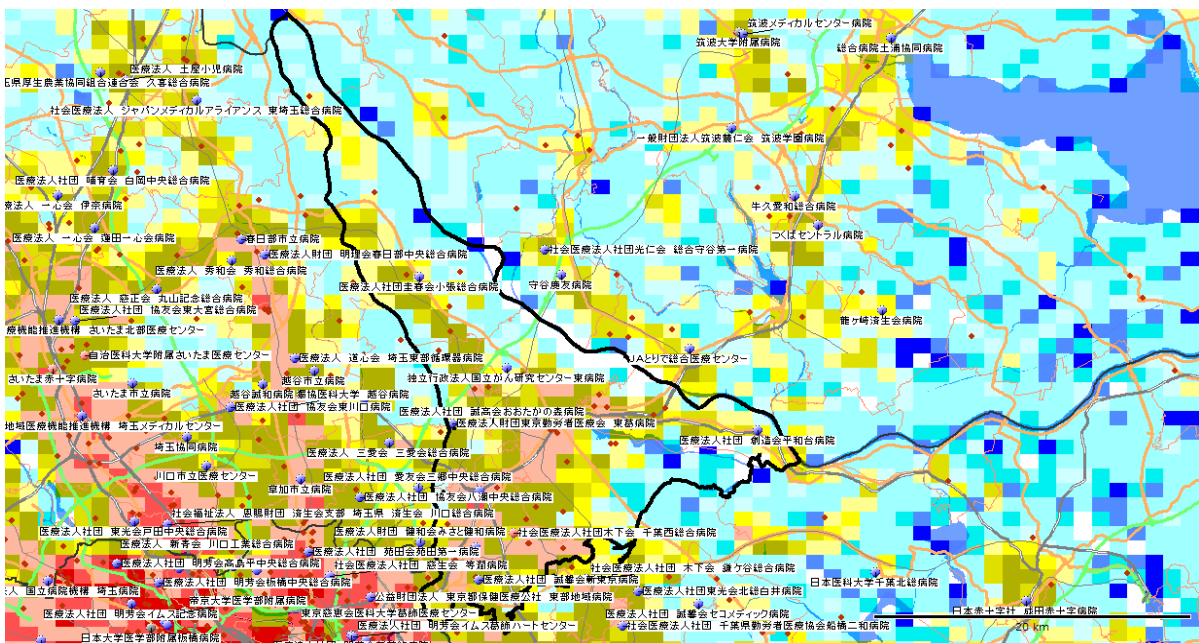 筑波メディカルセンター病院
筑波大学附属病院
総合病院土浦協同病院
医療法人 土屋小児病院
玉県厚生農業協同組合連合会 久喜総合病院
社会医療法人 ジャパンメディカルアライアンス 東埼玉総合病院
一般財団法人筑波麓仁会 筑波学園病院
医療法人社団 哺育会 白岡中央総合病院
療法人 一心会 伊奈病院
牛久愛和総合病院
医療法人 一心会 蓮田一心会病院
つくばセントラル病院
春日部市立病院
医療法人財団 明理会春日部中央総合病院
社会医療法人社団光仁会 総合守谷第一病院
医療法人 秀和会 秀和総合病院
守谷慶友病院
医療法人社団圭春会小張総合病院
医療法人 慈正会 丸山記念総合病院
医療法人社団 協友会東大宮総合病院
龍ヶ崎済生会病院
療機能推進機構 さいたま北部医療センター
自治医科大学附属さいたま医療センター
医療法人 道心会 埼玉東部循環器病院
JAとりで総合医療センター
さいたま赤十字病院
越谷市立病院
独立行政法人国立がん研究センター東病院
さいたま市立病院
越谷誠和病院
協医科大学 越谷病院
医療法人社団 協友会東川口病院
医療法人社団 誠高会おおたかの森病院
地域医療機能推進機構 埼玉メディカルセンター
医療法人財団東京勤労者医療会 東葛病院
医療法人社団 創造会平和台病院
埼玉協同病院
医療法人 三愛会 三愛会総合病院
川口市立医療センター
医療法人社団 愛友会三郷中央総合病院
草加市立病院
医療法人社団 協友会八潮中央総合病院
社会福祉法人 恩賜財団 済生会支部 埼玉県 済生会 川口総合病院
医療法人社団 東光会戸田中央総合病院
医療法人財団 健和会みさと健和病院
社会医療法人社団木下会 千葉西総合病院
医療法人 新青会 川口工業総合病院
医療法人社団 苑田会苑田第一病院
医療法人社団 明芳会高島平中央総合病院
社会医療法人社団 慈生会 等潤病院
社会医療法人社団 木下会 鎌ケ谷総合病院
医療法人社団 明芳会板橋中央総合病院
医療法人社団 誠馨会新東京病院
日本医科大学千葉北総病院
人 国立病院機構 埼玉病院
医療法人社団東光会北総白井病院
帝京大学医学部附属病院
公益財団法人 東京都保健医療公社 東部地域病院
医療法人社団 明芳会イムス記念病院
東京慈恵会医科大学葛飾医療センター
医療法人社団 誠馨会セコメディック病院
日本赤十字社 成田赤十字病院
医療法人社団 明芳会イムス葛飾ハートセンター
社会医療法人社団 千葉県勤労者医療協会船橋二和病院
20 km
日本大学医学部附属板橋病院